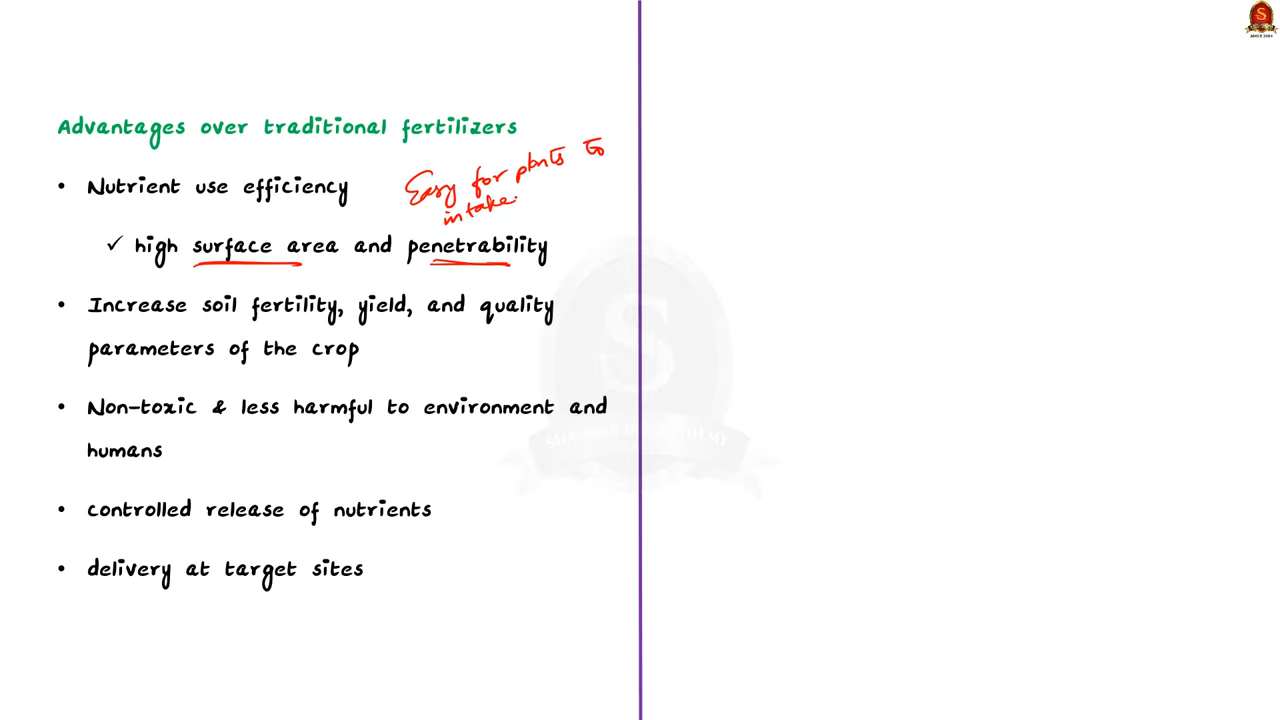 Advantages over traditional fertilizers
• Nutrient use efficiency
Easy for plants to
intake.
✓ high surface area and penetrability
• Increase soil fertility, yield, and quality
parameters of the crop
• Non-toxic & less harmful to environment and
humans
• controlled release of nutrients
• delivery at target sites
S
SINCE 2004